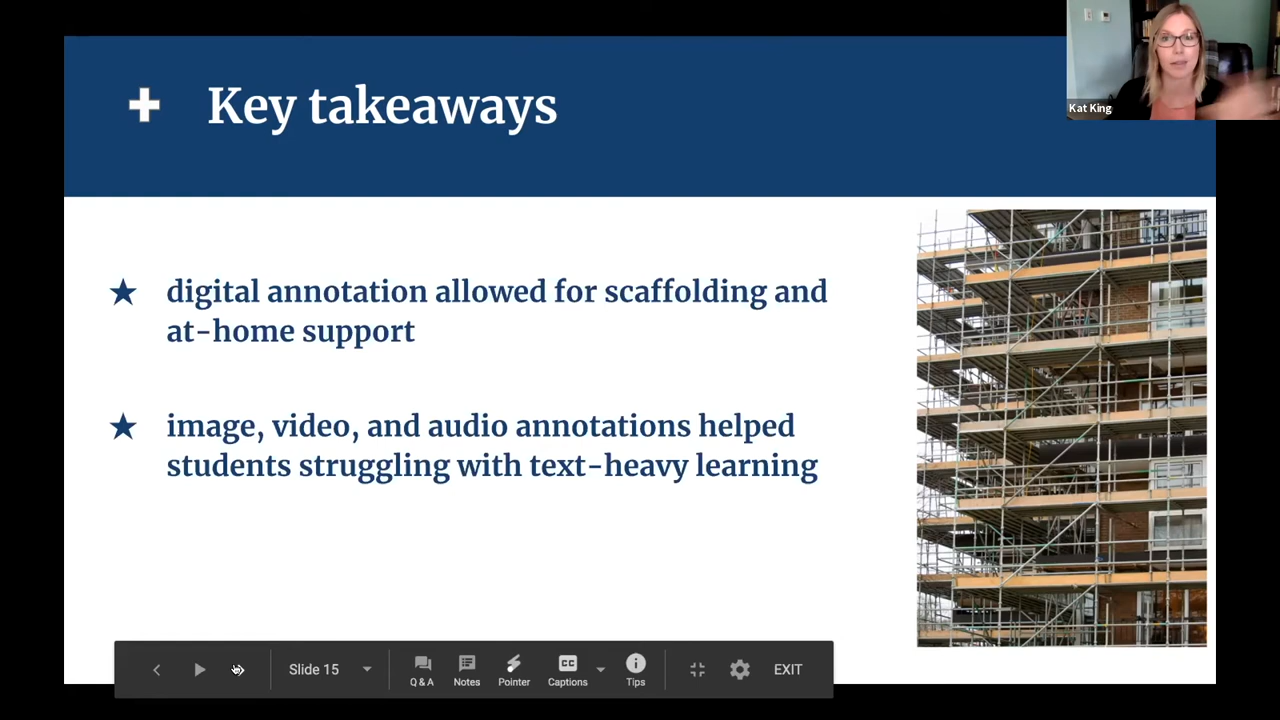 Key takeaways
Kat King
★ digital annotation allowed for scaffolding and
at-home support
★ image, video, and audio annotations helped
students struggling with text-heavy learning
Slide 15
Q & A
Notes
Pointer
CC
Captions
Tips
EXIT